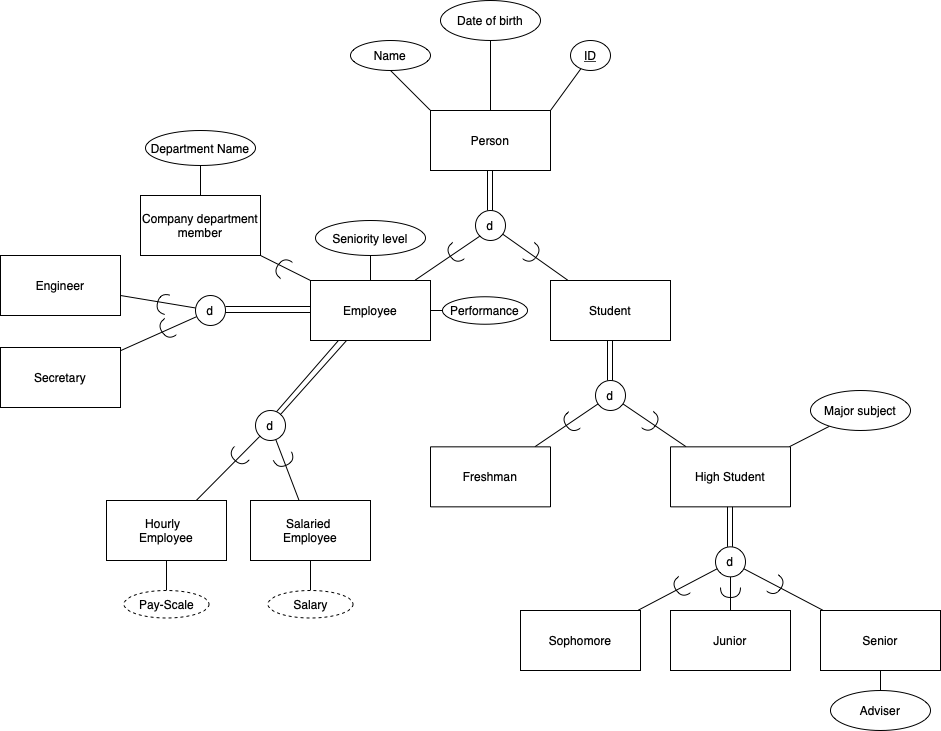 Date of birth
Name
ID
Person
Department Name
Company department
member
d
Seniority level
Engineer
d
Employee
Performance
Student
Secretary
d
d
Major subject
Freshman
High Student
Hourly
Employee
Salaried
Employee
d
Pay-Scale
Salary
Sophomore
Junior
Senior
Adviser